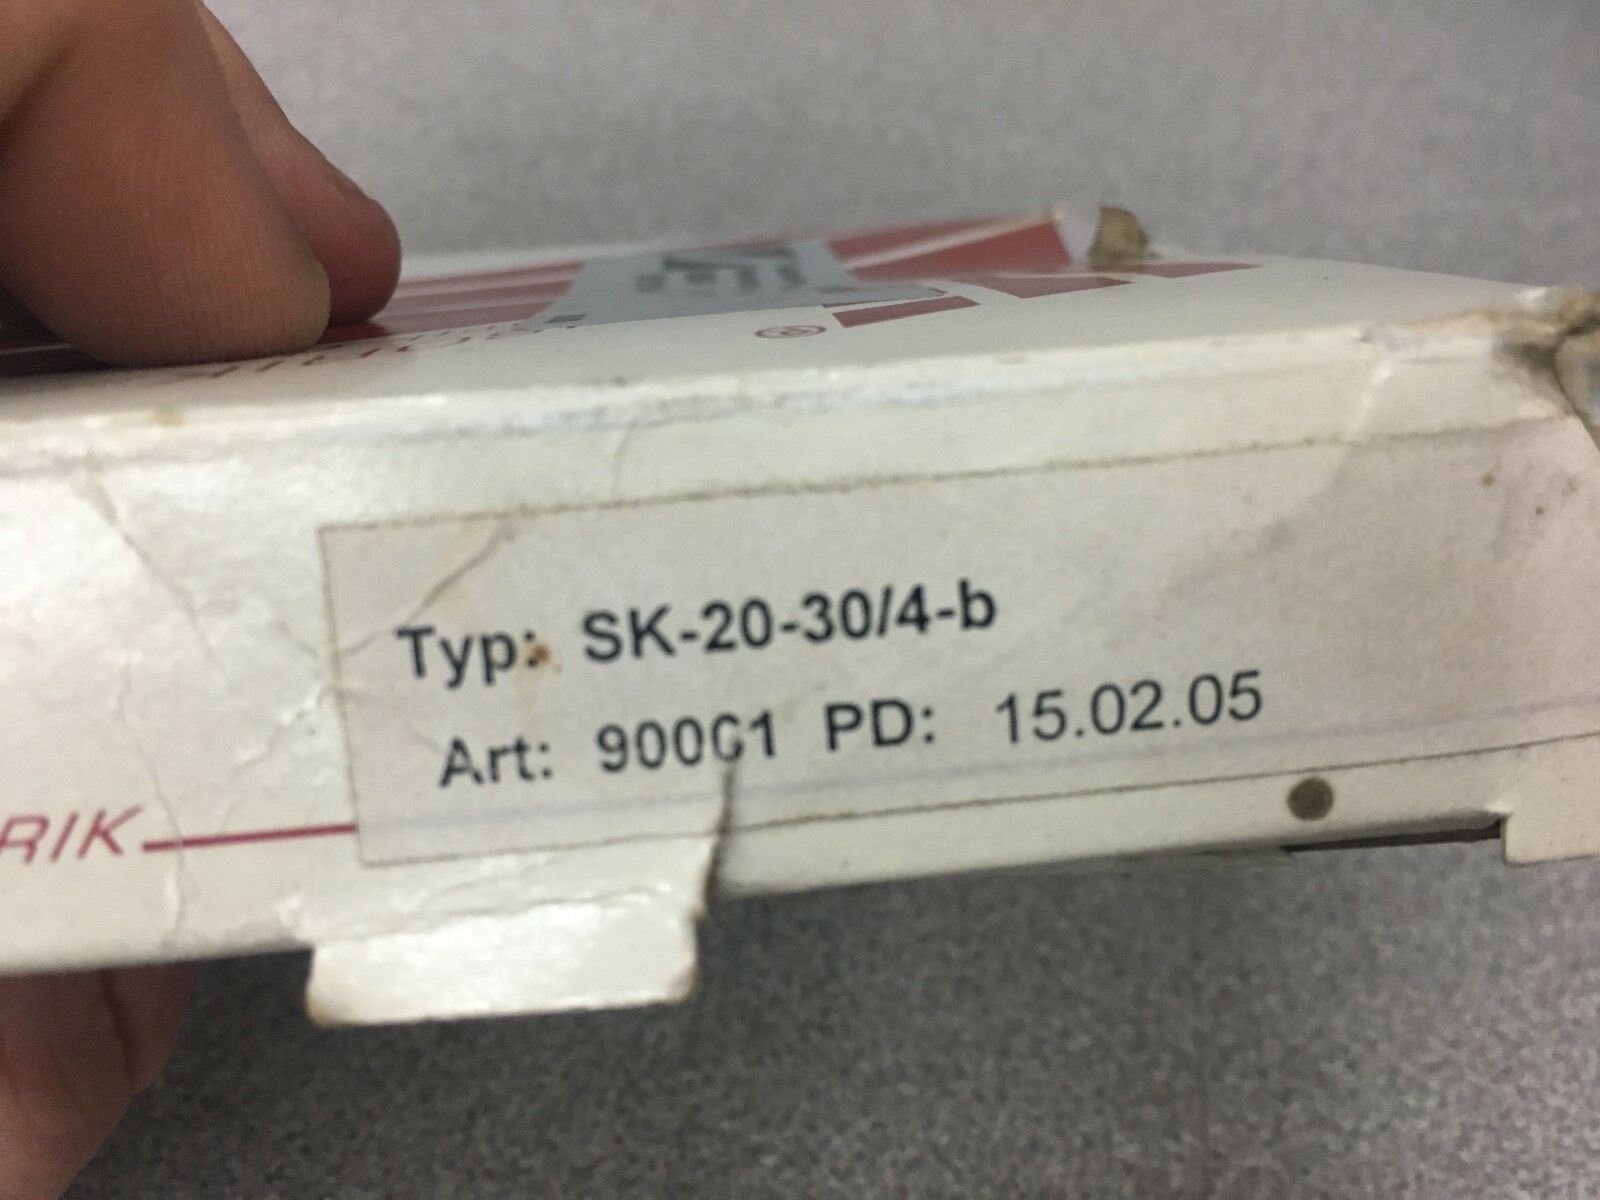 Typ: SK-20-30/4-b
Art: 90001 PD: 15.02.05
RIK
®